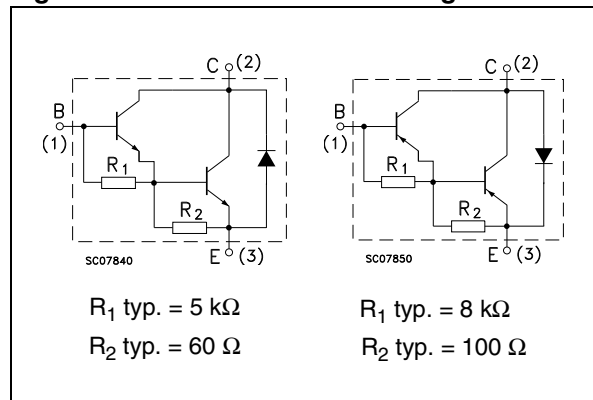 C (2)
B
(1)
R1
R2
SC07840
E (3)
R1 typ. = 5 kΩ
R2 typ. = 60 Ω
C (2)
B
(1)
R1
R2
SC07850
E (3)
R1 typ. = 8 kΩ
R2 typ. = 100 Ω